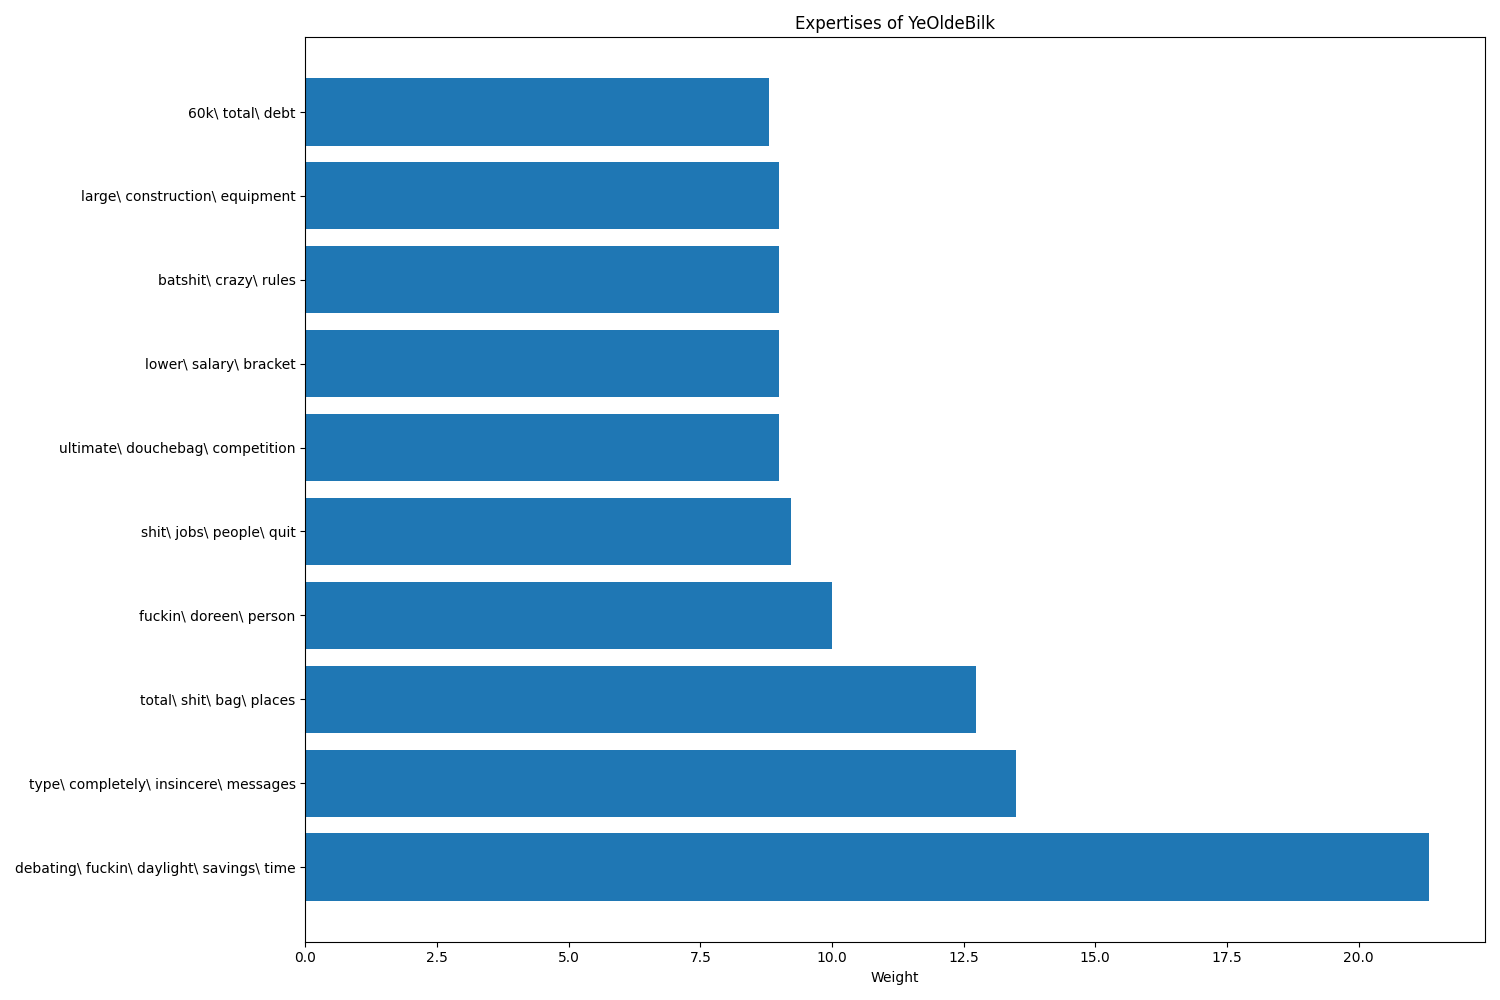 Expertises of YeOldeBilk
60k\ total\ debt
large\ construction\ equipment
batshit\ crazy\ rules
lower\ salary\ bracket
ultimate\ douchebag\ competition
shit\ jobs\ people\ quit
fuckin\ doreen\ person
total\ shit\ bag\ places
type\ completely\ insincere\ messages
debating\ fuckin\ daylight\ savings\ time
0.0 2.5 5.0 7.5 10.0 12.5 15.0 17.5 20.0
Weight